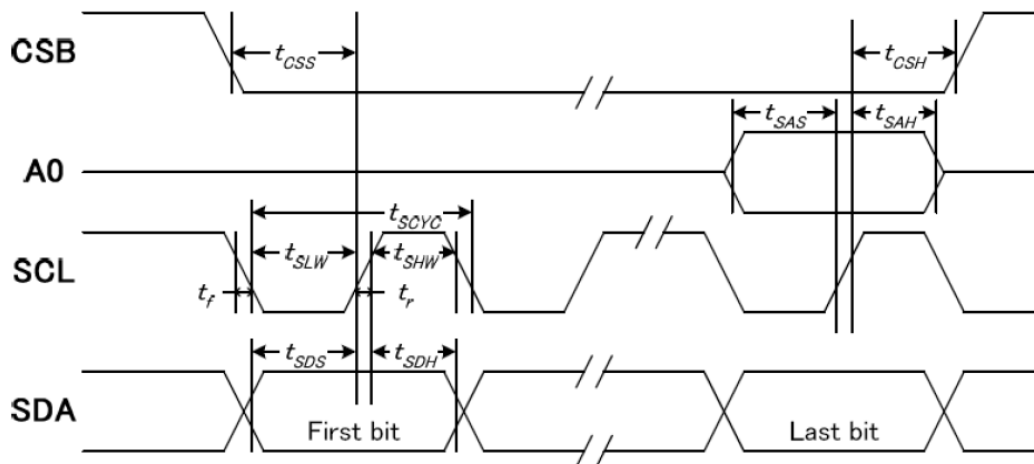 CSB
tCSS
tCSH
A0
tSAS
tSAH
SCL
tSCYC
tSLW
tSHW
tf
tr
SDA
tSDS
tSDH
First bit
Last bit